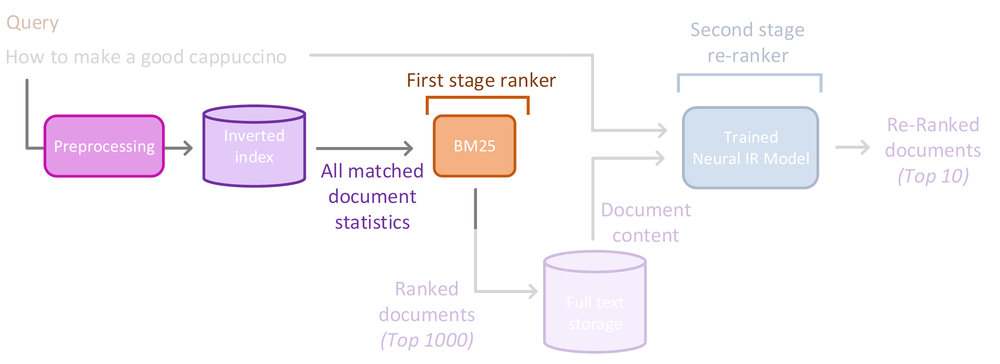 Query
How to make a good cappuccino
Preprocessing
Inverted
index
All matched
document
statistics
First stage ranker
BM25
Ranked
documents
(Top 1000)
Full text
storage
Document
content
Second stage
re-ranker
Trained
Neural IR Model
Re-Ranked
documents
(Top 10)